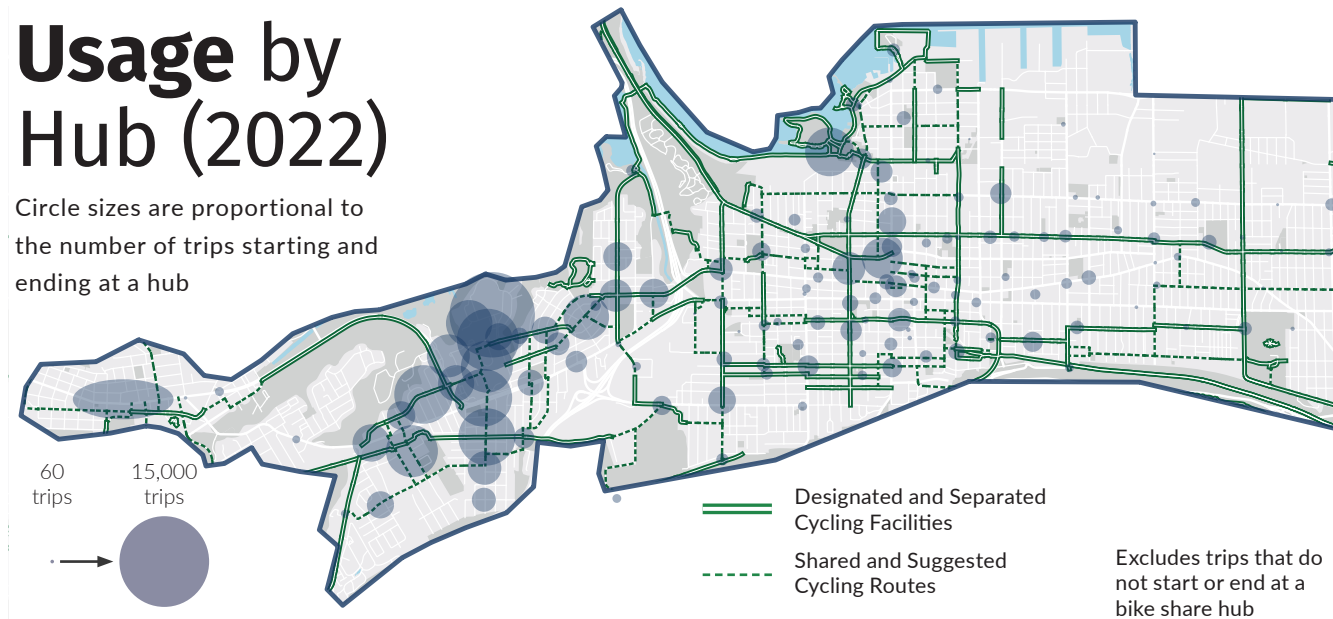 Usage by
Hub (2022)
Circle sizes are proportional to
the number of trips starting and
ending at a hub
60
trips
15,000
trips
Designated and Separated
Cycling Facilities
Shared and Suggested
Cycling Routes
Excludes trips that do
not start or end at a
bike share hub